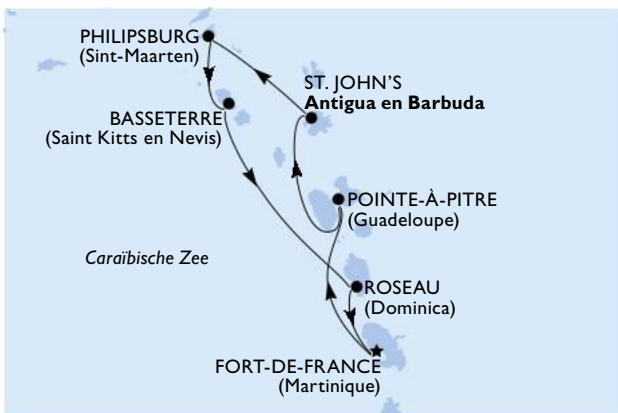 PHILIPSBURG
(Sint-Maarten)
ST. JOHN'S
Antigua en Barbuda
BASSETERRE
(Saint Kitts en Nevis)
POINTE-À-PITRE
(Guadeloupe)
Caraïbische Zee
ROSEAU
(Dominica)
FORT-DE-FRANCE
(Martinique)